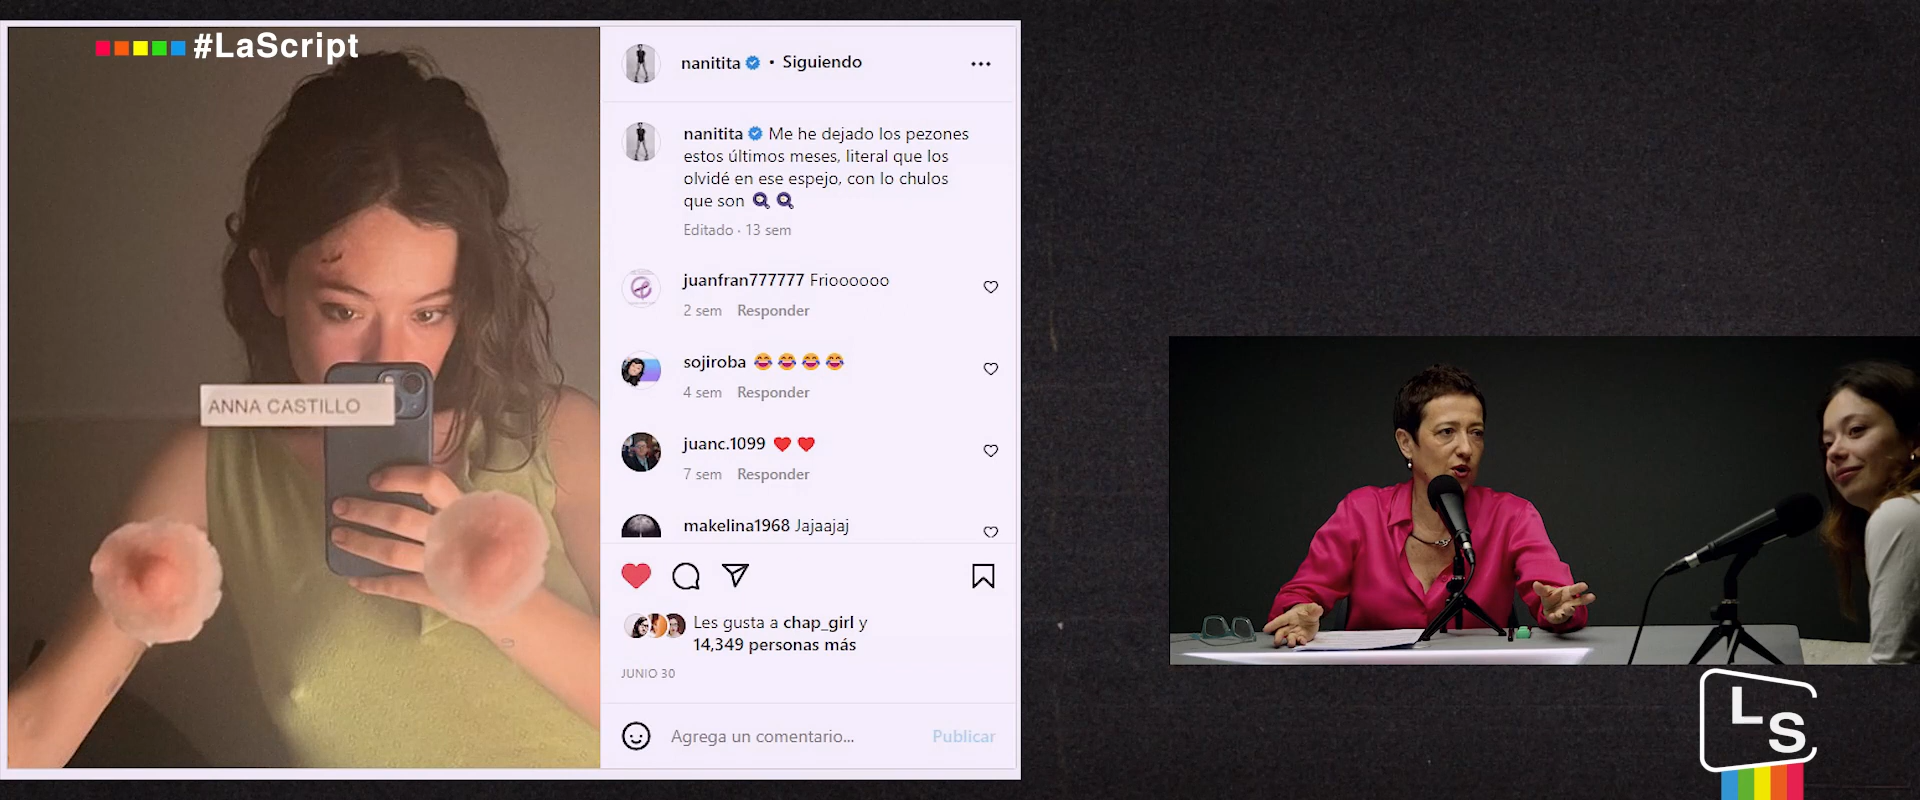 #LaScript
ANNA CASTILLO
nanitita • Siguiendo
nanitita Me he dejado los pezones
estos últimos meses, literal que los
olvidé en ese espejo, con lo chulos
que son
Editado · 13 sem
juanfran777777 Frioooooo
2 sem Responder
sojiroba 😂😂😂😂
4 sem Responder
juanc.1099 ❤️❤️
7 sem Responder
makelina1968 Jajaajaj
Les gusta a chap_girl y
14,349 personas más
JUNIO 30
Agrega un comentario... Publicar
LS